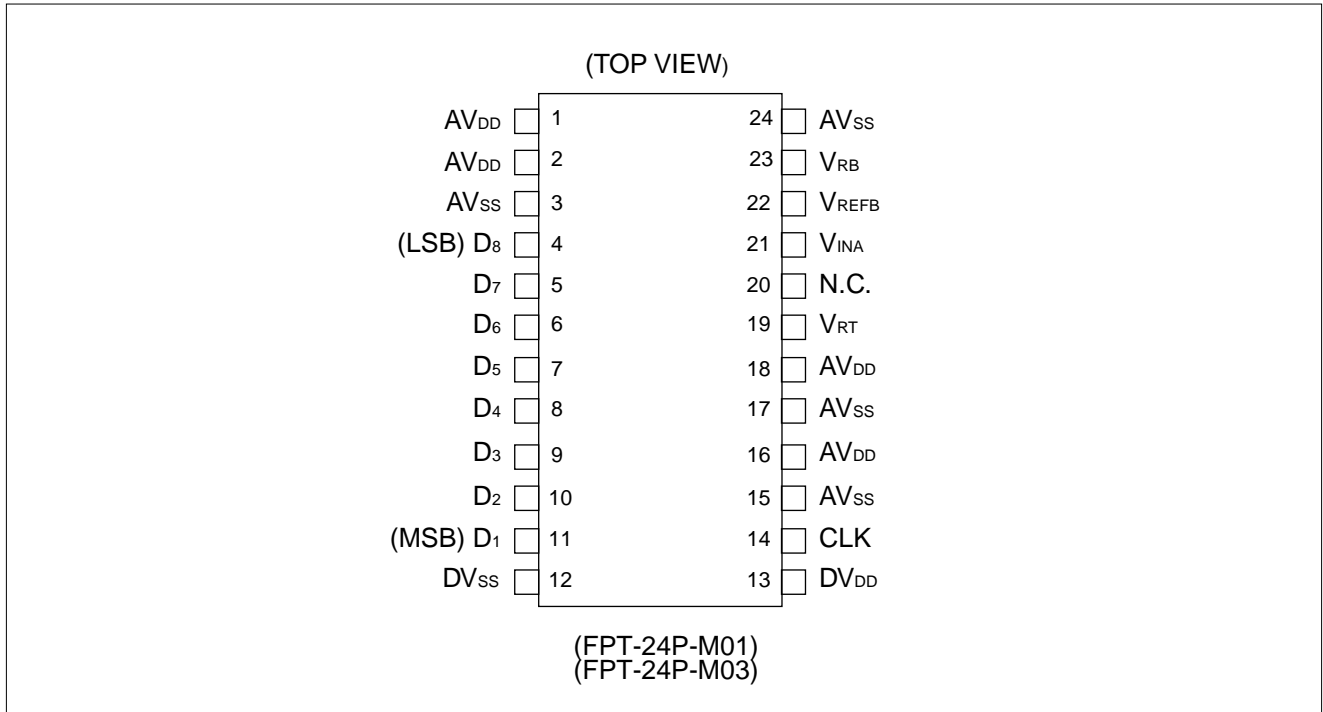 (TOP VIEW)
AVDD 1 24 AVSS
AVDD 2 23 VRB
AVSS 3 22 VREFB
(LSB) D8 4 21 VINA
D7 5 20 N.C.
D6 6 19 VRT
D5 7 18 AVDD
D4 8 17 AVSS
D3 9 16 AVDD
D2 10 15 AVSS
(MSB) D1 11 14 CLK
DVSS 12 13 DVDD
(FPT-24P-M01)
(FPT-24P-M03)